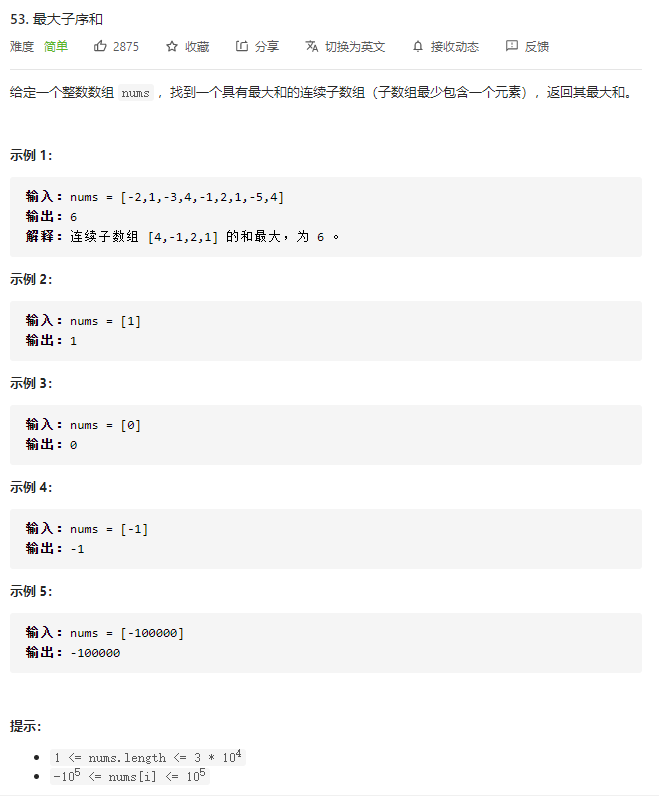 53. 最大子序和
难度 简单 2875 收藏 分享 切换为英文 接收动态 反馈
给定一个整数数组 nums ，找到一个具有最大和的连续子数组（子数组最少包含一个元素），返回其最大和。
示例 1：
输入：nums = [-2,1,-3,4,-1,2,1,-5,4]
输出：6
解释：连续子数组 [4,-1,2,1] 的和最大，为 6 。
示例 2：
输入：nums = [1]
输出：1
示例 3：
输入：nums = [0]
输出：0
示例 4：
输入：nums = [-1]
输出：-1
示例 5：
输入：nums = [-100000]
输出：-100000
提示：
• 1 <= nums.length <= 3 * 10⁴
• -10⁵ <= nums[i] <= 10⁵